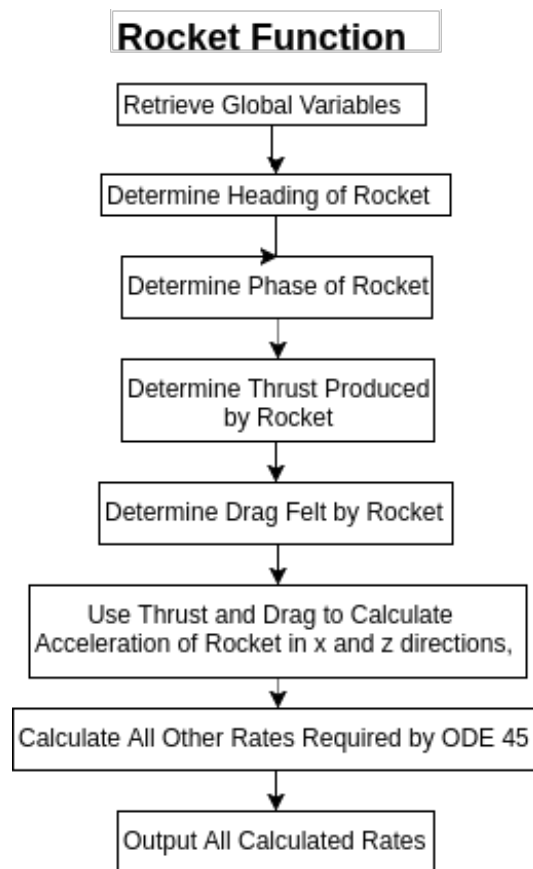 Rocket Function
Retrieve Global Variables
Determine Heading of Rocket
Determine Phase of Rocket
Determine Thrust Produced
by Rocket
Determine Drag Felt by Rocket
Use Thrust and Drag to Calculate
Acceleration of Rocket in x and z directions,
Calculate All Other Rates Required by ODE 45
Output All Calculated Rates